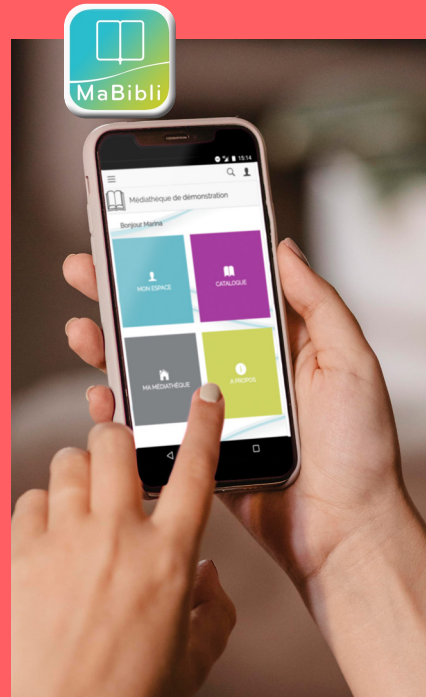 MaBibli
15:14
Médiathèque de démonstration
Bonjour Marina
MON ESPACE
CATALOGUE
MA MÉDIATHÈQUE
A PROPOS